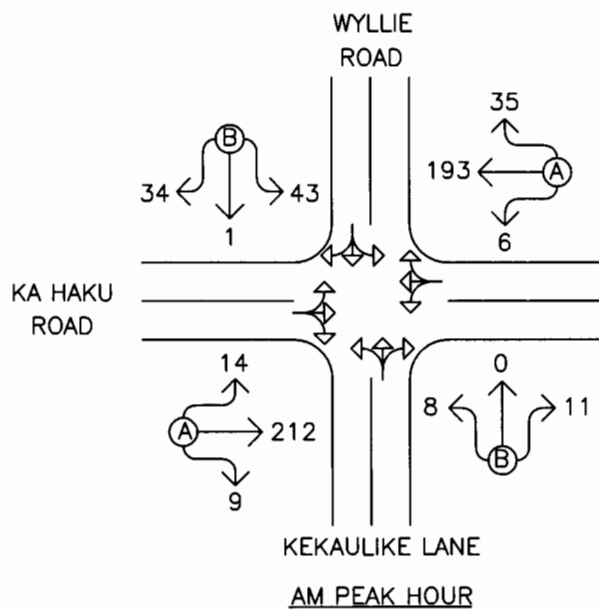 WYLLIE
ROAD
35
B
A
193
34
43
1
6
KA HAKU
ROAD
14
0
8
11
A
212
B
9
KEKAULIKE LANE
AM PEAK HOUR